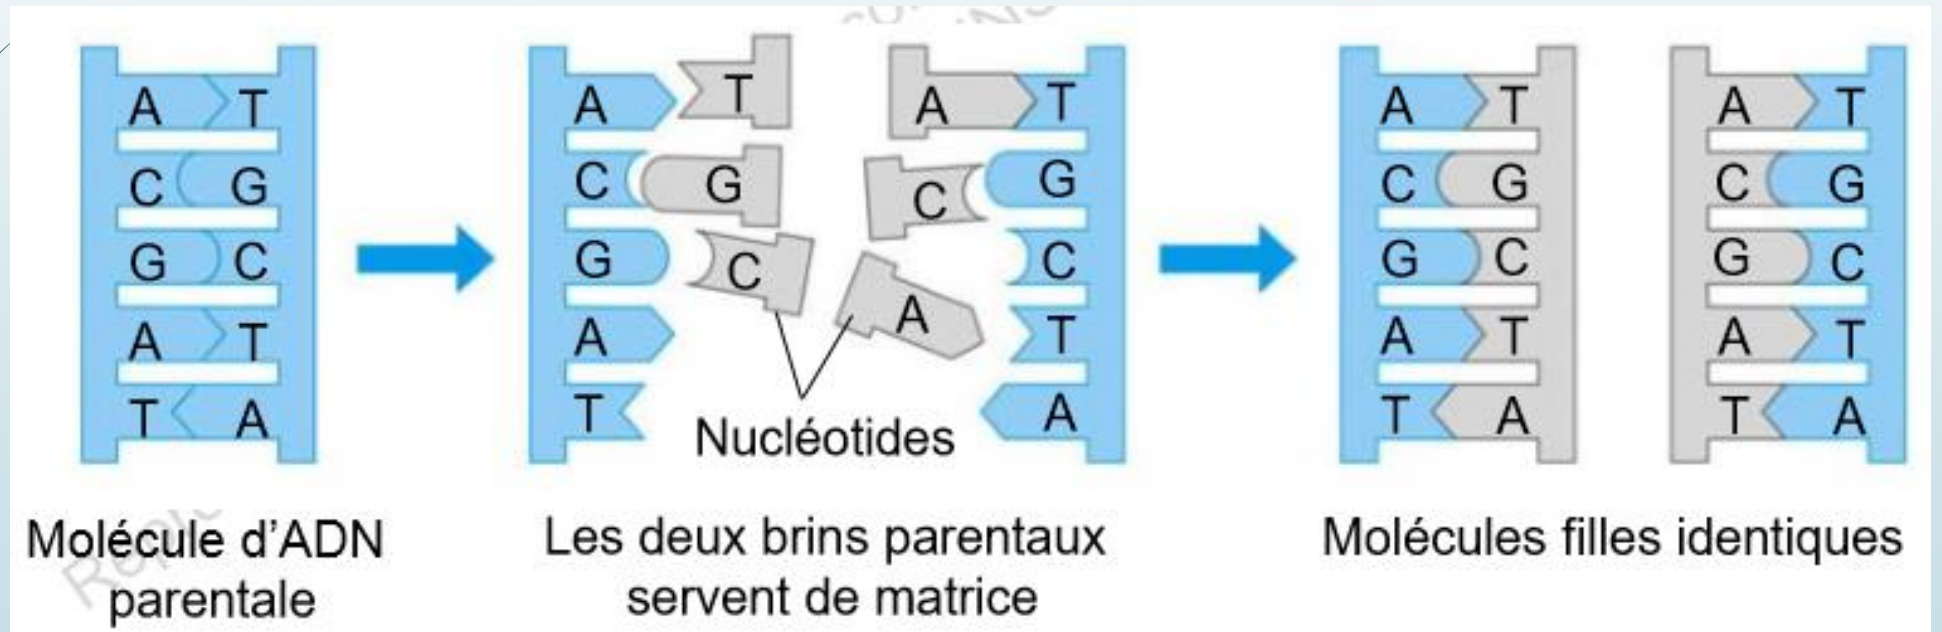 A T
C G
G C
A T
T A
Molécule d'ADN
parentale
A T A T
C G C G
G C A C
A T
T A
Nucléotides
Les deux brins parentaux
servent de matrice
A T A T
C G C G
G C G C
A T A T
T A T A
Molécules filles identiques